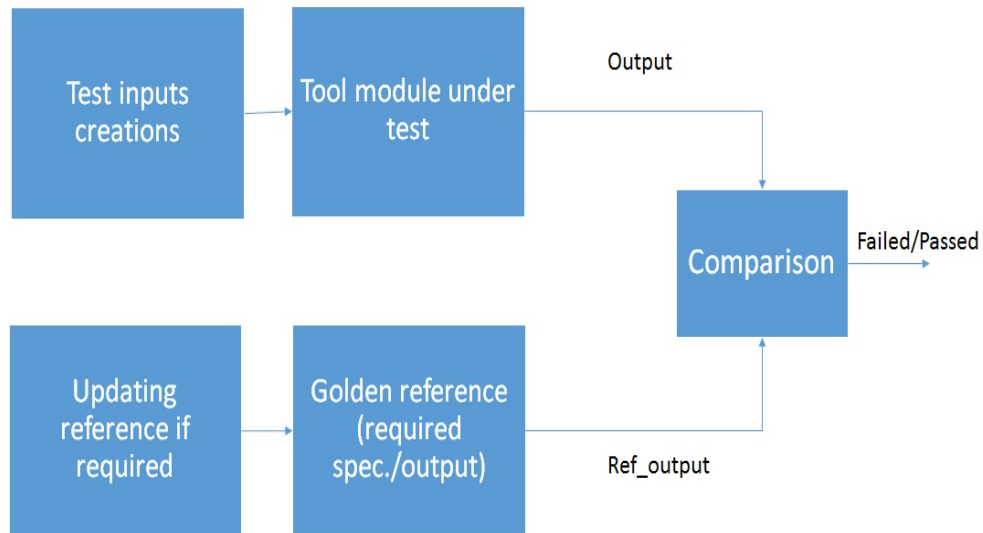 Test inputs
creations
Tool module under
test
Output
Comparison
Failed/Passed
Updating
reference if
required
Golden reference
(required
spec./output)
Ref_output